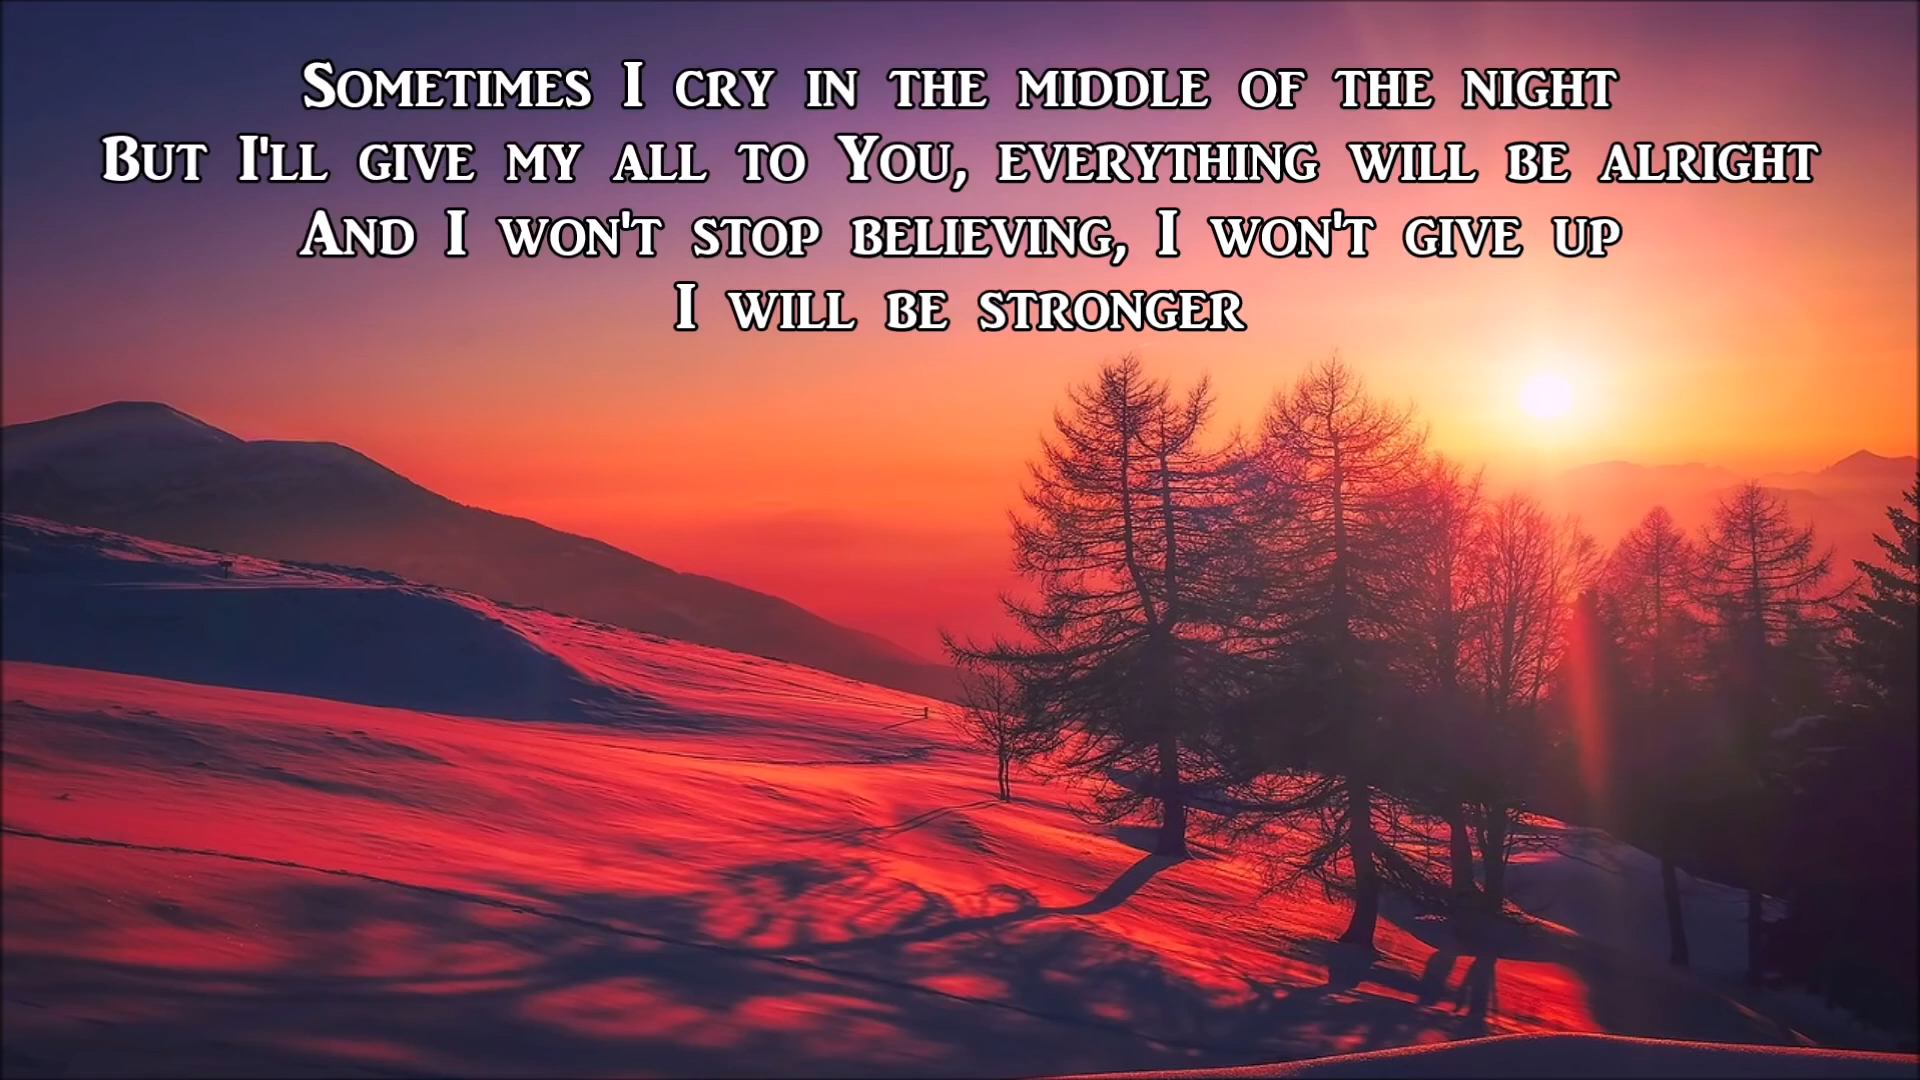 Sometimes I cry in the middle of the night
But I'll give my all to You, everything will be alright
And I won't stop believing, I won't give up
I will be stronger